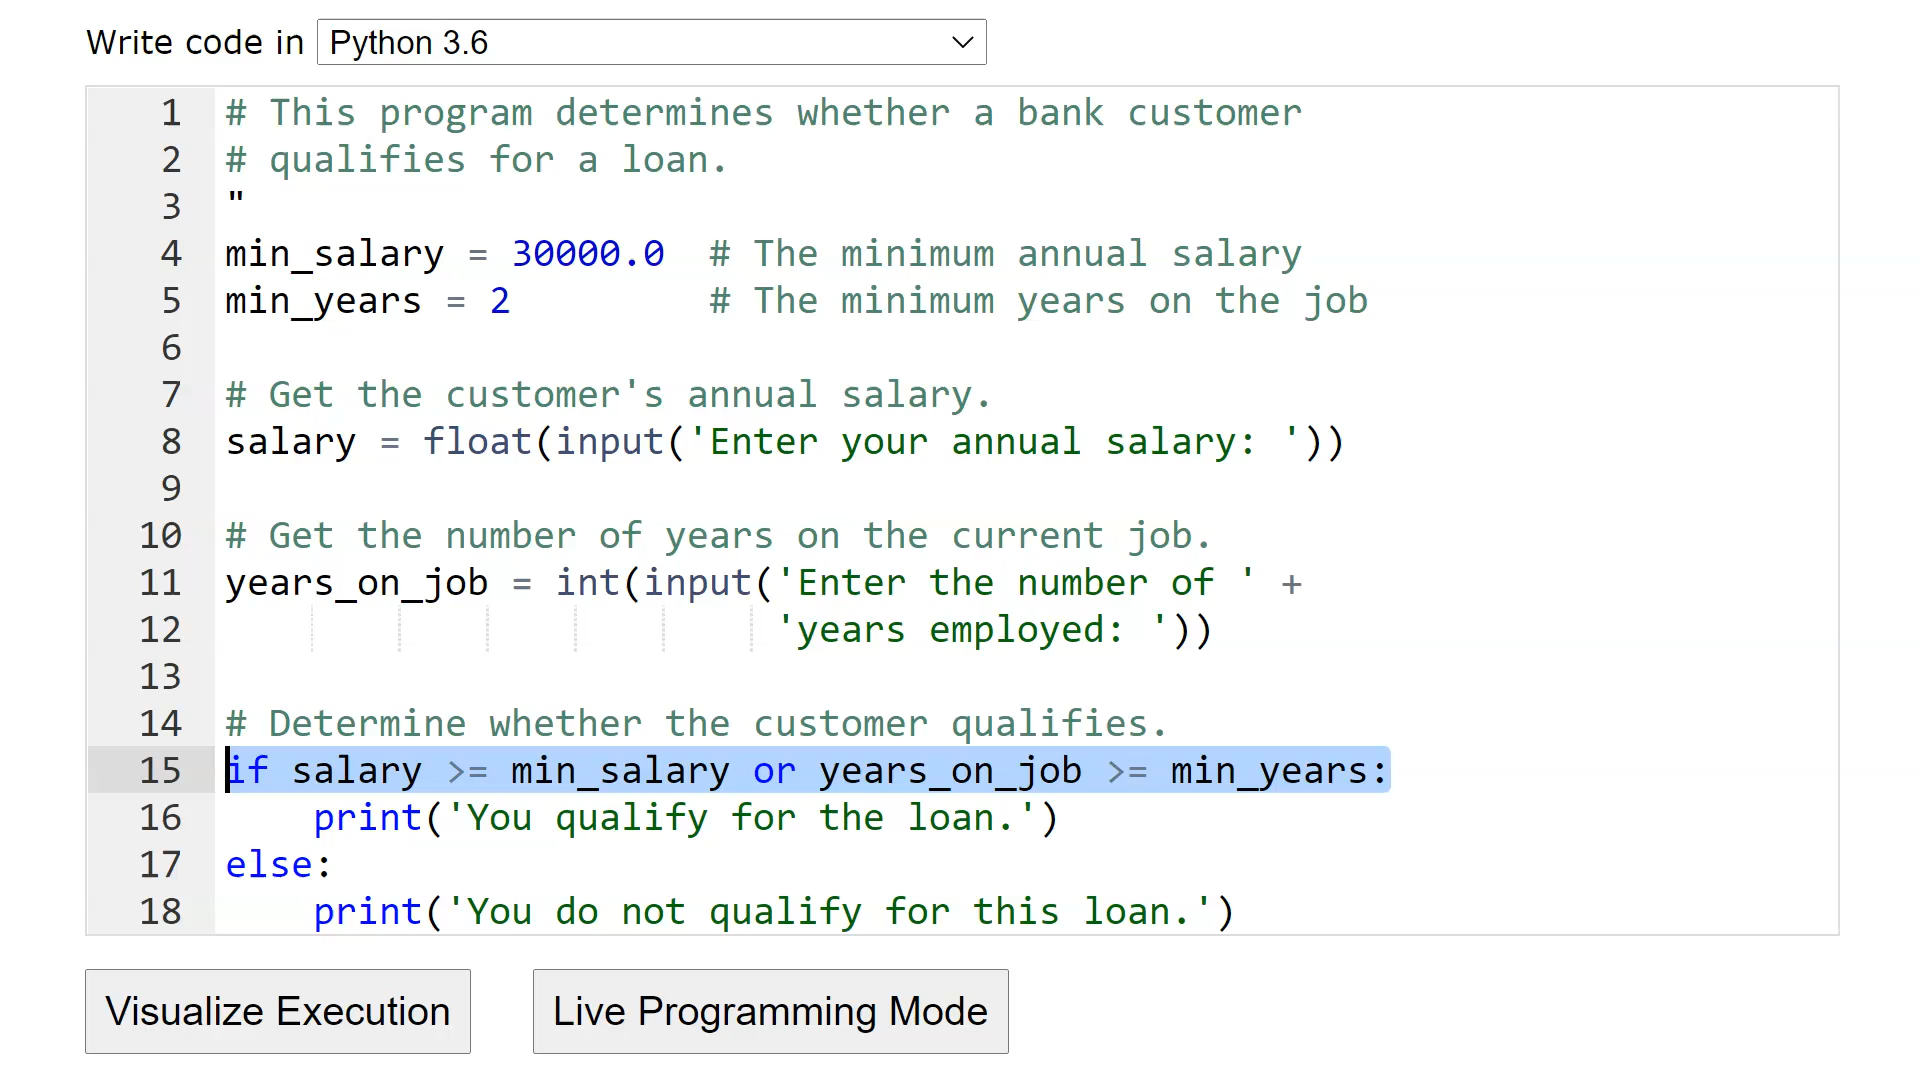 Write code in Python 3.6
1 # This program determines whether a bank customer
2 # qualifies for a loan.
3 "
4 min_salary = 30000.0  # The minimum annual salary
5 min_years = 2         # The minimum years on the job
6
7 # Get the customer's annual salary.
8 salary = float(input('Enter your annual salary: '))
9
10 # Get the number of years on the current job.
11 years_on_job = int(input('Enter the number of ' +
12                          'years employed: '))
13
14 # Determine whether the customer qualifies.
15 if salary >= min_salary or years_on_job >= min_years:
16     print('You qualify for the loan.')
17 else:
18     print('You do not qualify for this loan.')
Visualize Execution Live Programming Mode